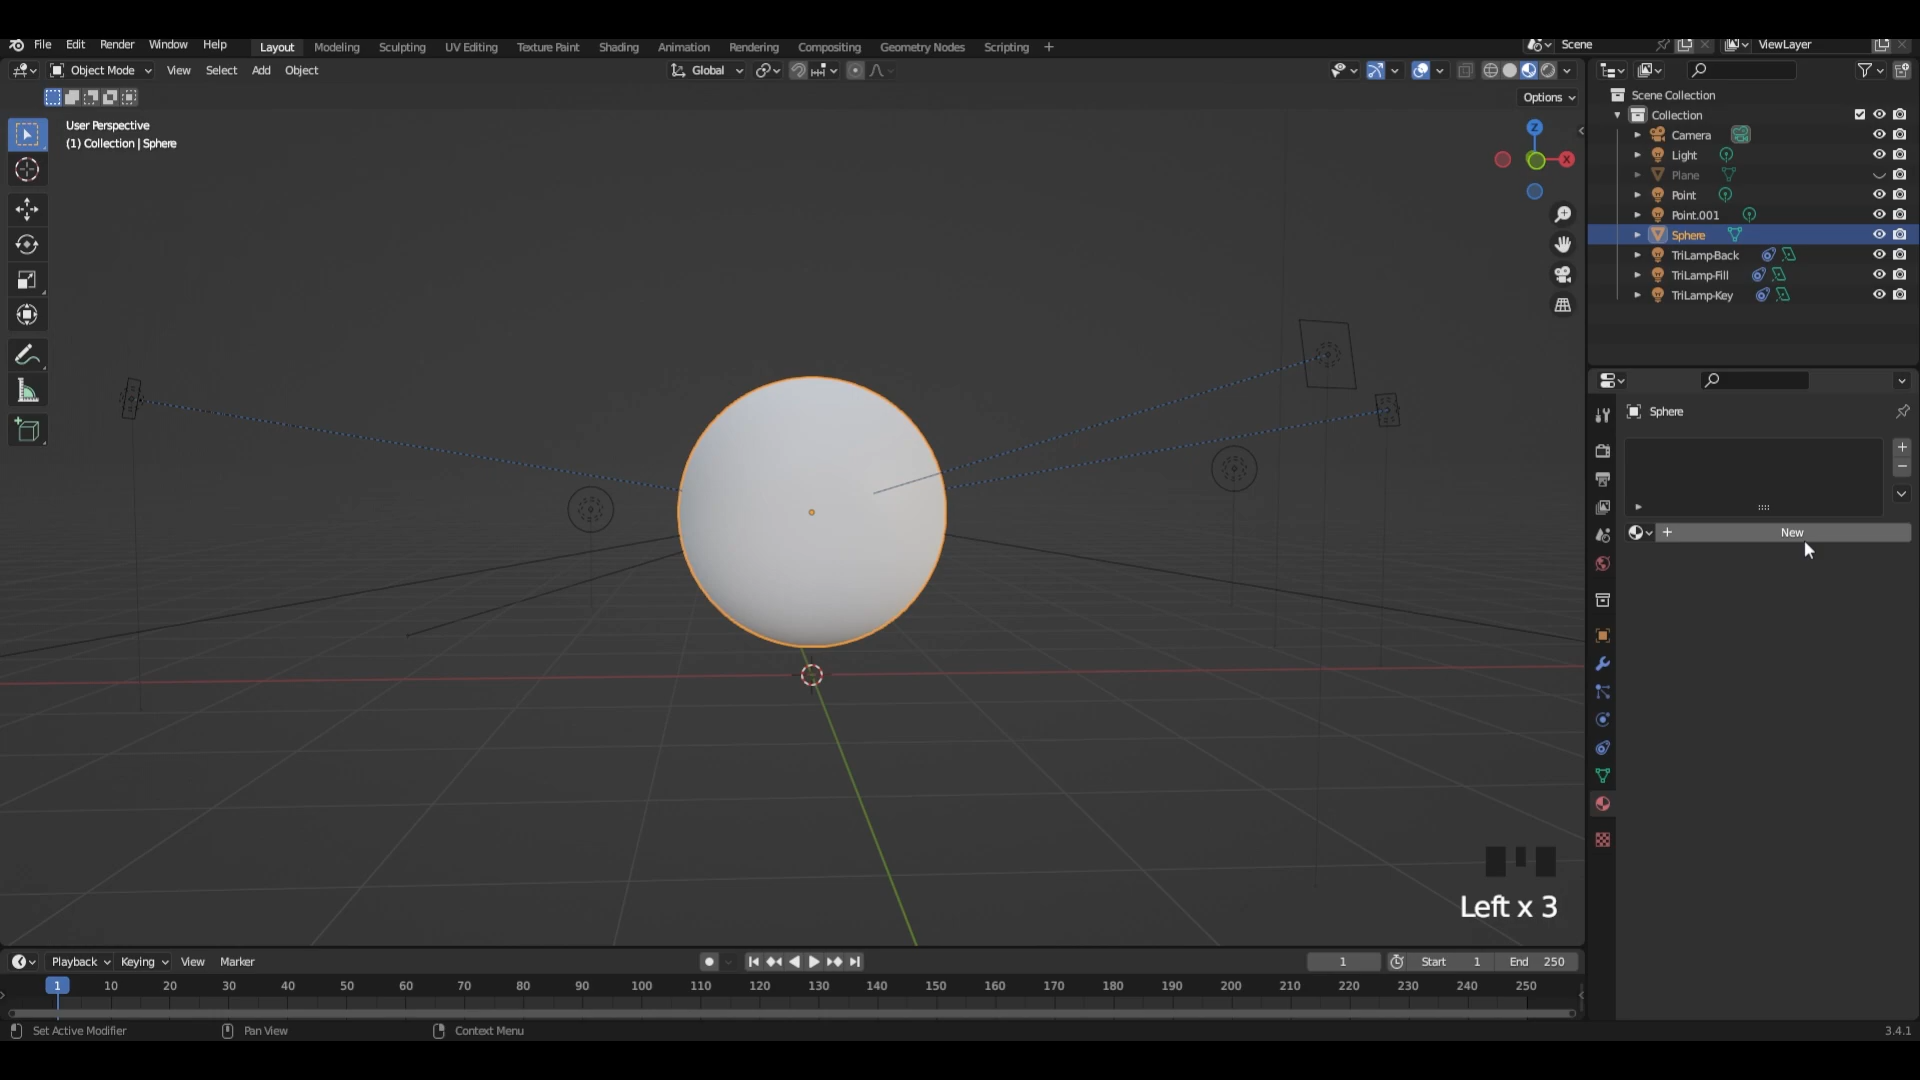 File Edit Render Window Help Layout Modeling Sculpting UV Editing Texture Paint Shading Animation Rendering Compositing Geometry Nodes Scripting + Scene ViewLayer
Object Mode View Select Add Object Global
Options
User Perspective
(1) Collection | Sphere
Z
X
Scene Collection
Collection
Camera
Light
Plane
Point
Point.001
Sphere
TriLamp-Back
TriLamp-Fill
TriLamp-Key
Sphere
New
Left x 3
Playback Keying View Marker 1 Start 1 End 250
1 10 20 30 40 50 60 70 80 90 100 110 120 130 140 150 160 170 180 190 200 210 220 230 240 250
Set Active Modifier Pan View Context Menu 3.4.1